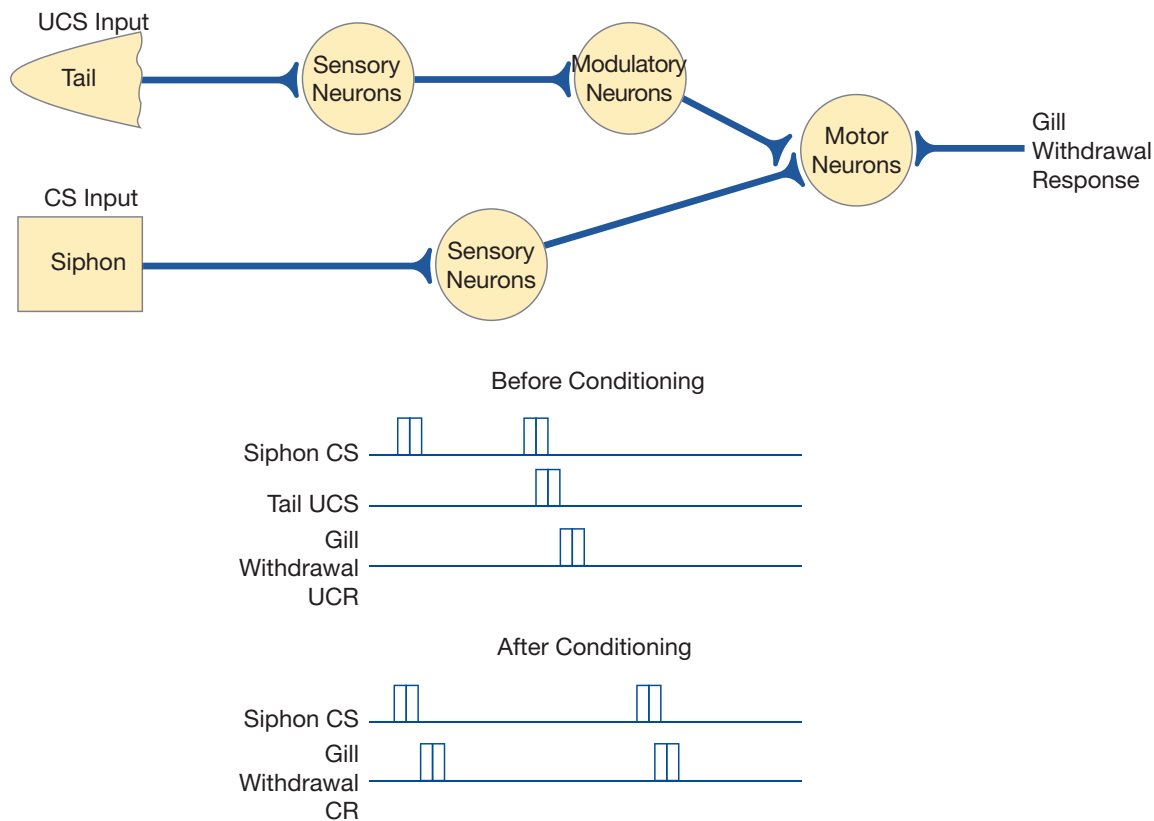 UCS Input
Tail
Sensory
Neurons
Modulatory
Neurons
Motor
Neurons
Gill
Withdrawal
Response
CS Input
Siphon
Sensory
Neurons
Before Conditioning
Siphon CS
Tail UCS
Gill
Withdrawal
UCR
After Conditioning
Siphon CS
Gill
Withdrawal
CR